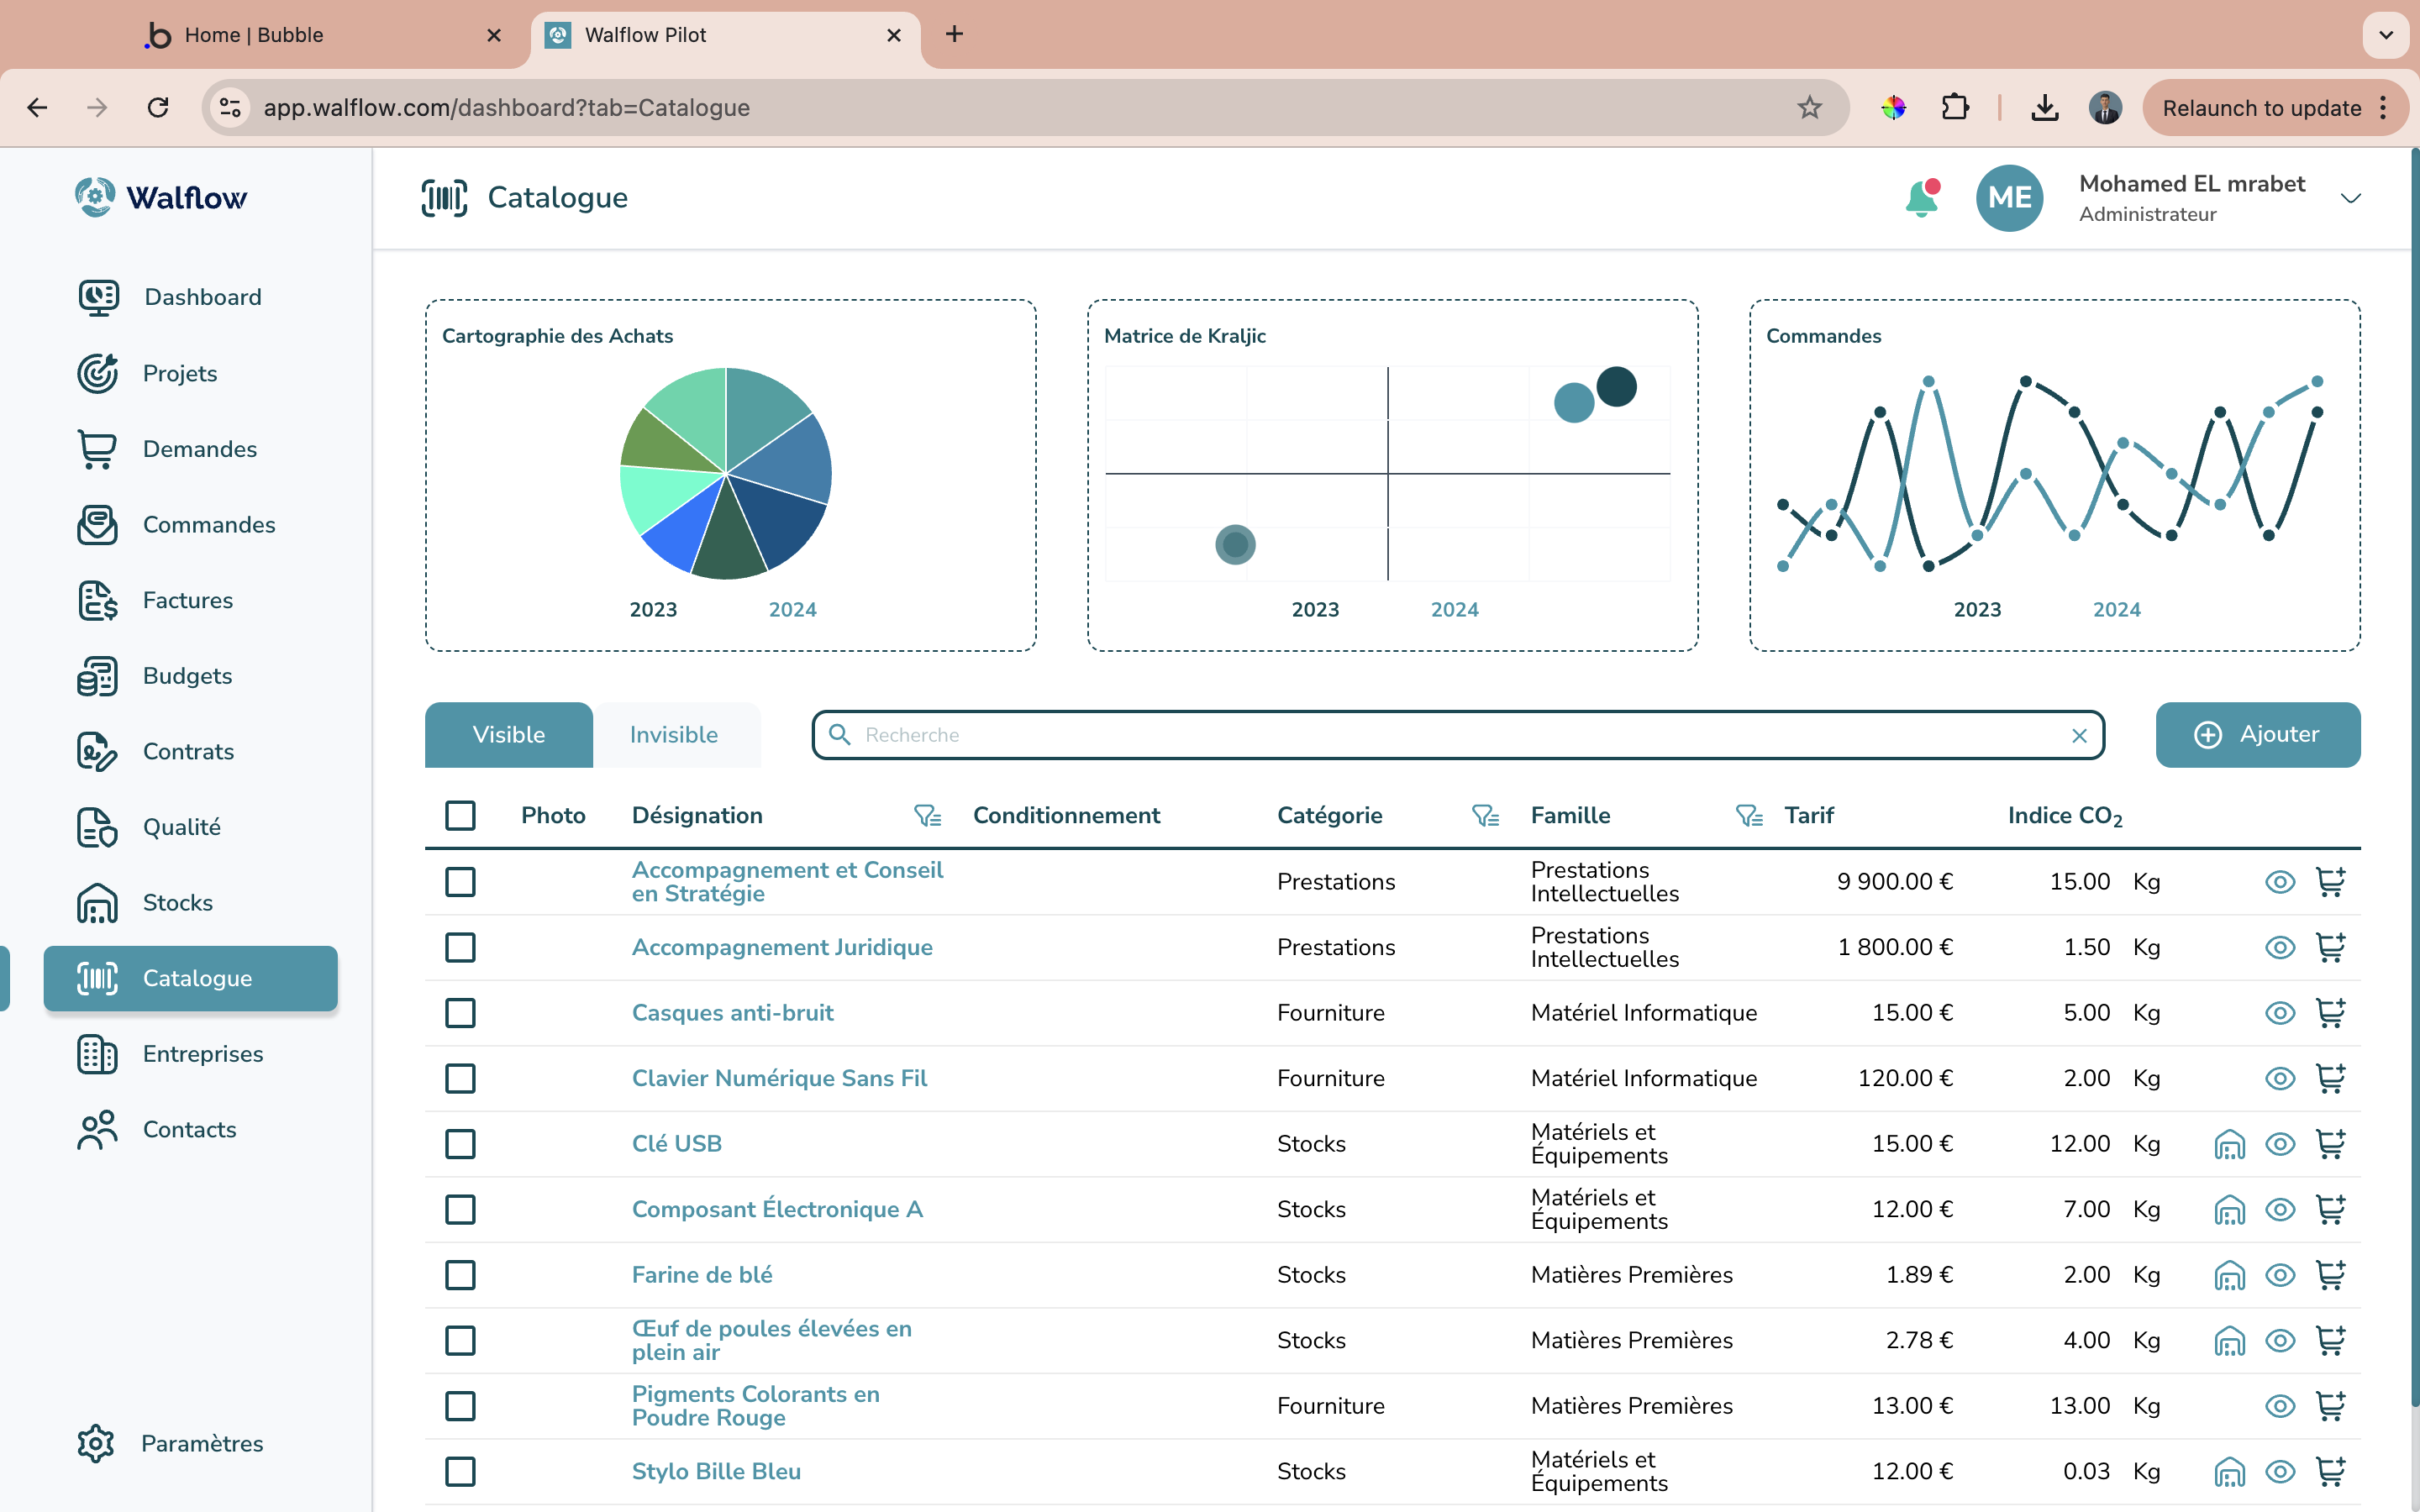 Home | Bubble
Walflow Pilot
app.walflow.com/dashboard?tab=Catalogue
Relaunch to update
Walflow
Catalogue
ME
Mohamed EL mrabet
Administrateur
Dashboard
Projets
Demandes
Commandes
Factures
Budgets
Contrats
Qualité
Stocks
Catalogue
Entreprises
Contacts
Paramètres
Cartographie des Achats
2023 2024
Matrice de Kraljic
2023 2024
Commandes
2023 2024
Visible Invisible Recherche Ajouter
Photo Désignation Conditionnement Catégorie Famille Tarif Indice CO₂
Accompagnement et Conseil
en Stratégie
Prestations
Prestations
Intellectuelles
9 900.00 € 15.00 Kg
Accompagnement Juridique
Prestations
Prestations
Intellectuelles
1 800.00 € 1.50 Kg
Casques anti-bruit Fourniture Matériel Informatique 15.00 € 5.00 Kg
Clavier Numérique Sans Fil Fourniture Matériel Informatique 120.00 € 2.00 Kg
Clé USB
Stocks
Matériels et
Équipements
15.00 € 12.00 Kg
Composant Électronique A
Stocks
Matériels et
Équipements
12.00 € 7.00 Kg
Farine de blé Stocks Matières Premières 1.89 € 2.00 Kg
Œuf de poules élevées en
plein air
Stocks Matières Premières 2.78 € 4.00 Kg
Pigments Colorants en
Poudre Rouge
Fourniture Matières Premières 13.00 € 13.00 Kg
Stylo Bille Bleu
Stocks
Matériels et
Équipements
12.00 € 0.03 Kg